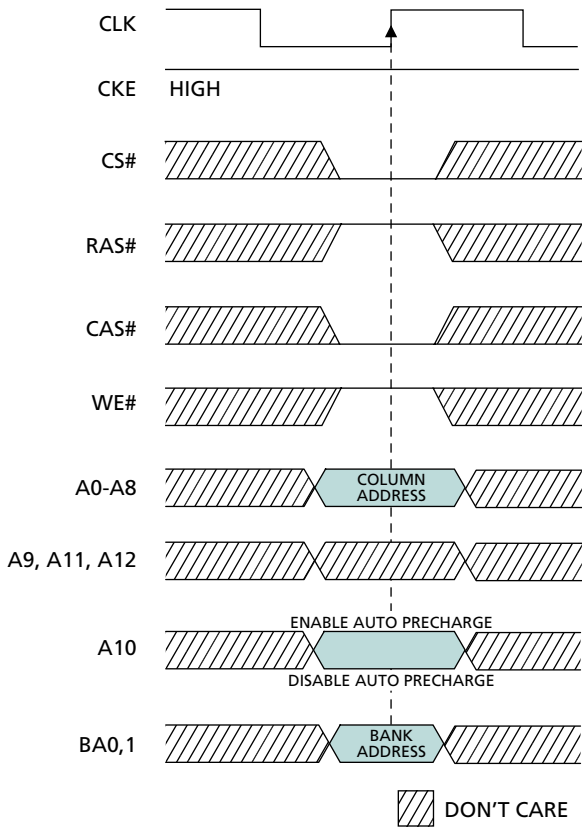 CLK
CKE HIGH
CS#
RAS#
CAS#
WE#
A0-A8 COLUMN
ADDRESS
A9, A11, A12
ENABLE AUTO PRECHARGE
A10
DISABLE AUTO PRECHARGE
BA0,1 BANK
ADDRESS
DON'T CARE